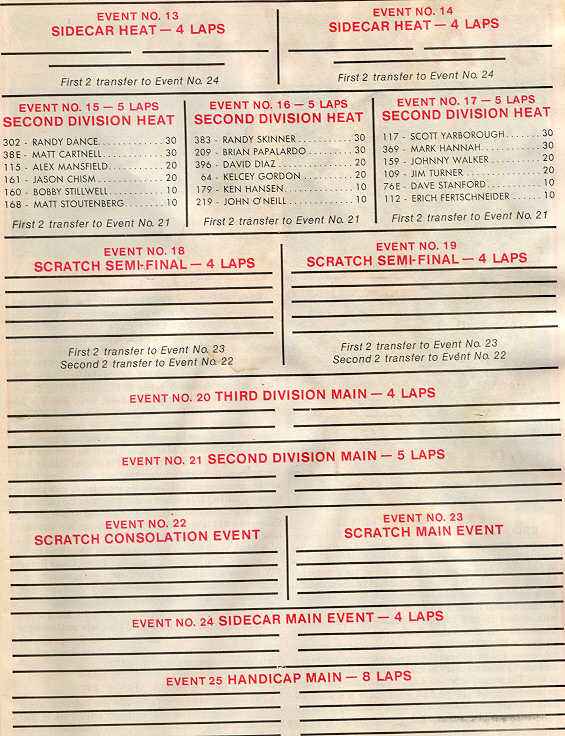 EVENT NO. 13
SIDECAR HEAT — 4 LAPS
First 2 transfer to Event No. 24
EVENT NO. 14
SIDECAR HEAT — 4 LAPS
First 2 transfer to Event No. 24
EVENT NO. 15 — 5 LAPS
SECOND DIVISION HEAT
302 - RANDY DANCE............30
38E - MATT CARTNELL..........30
115 - ALEX MANSFIELD.........20
161 - JASON CHISM............20
160 - BOBBY STILLWELL........10
168 - MATT STOUTENBERG.......10
First 2 transfer to Event No. 21
EVENT NO. 16 — 5 LAPS
SECOND DIVISION HEAT
383 - RANDY SKINNER..........30
209 - BRIAN PAPALARDO........30
396 - DAVID DIAZ.............20
64 - KELCEY GORDON...........20
179 - KEN HANSEN.............10
219 - JOHN O'NEILL...........10
First 2 transfer to Event No. 21
EVENT NO. 17 — 5 LAPS
SECOND DIVISION HEAT
117 - SCOTT YARBOROUGH.......30
369 - MARK HANNAH............30
159 - JOHNNY WALKER..........20
109 - JIM TURNER.............20
76E - DAVE STANFORD..........10
112 - ERICH FERTSCHNEIDER....10
First 2 transfer to Event No. 21
EVENT NO. 18
SCRATCH SEMI-FINAL — 4 LAPS
First 2 transfer to Event No. 23
Second 2 transfer to Event No. 22
EVENT NO. 19
SCRATCH SEMI-FINAL — 4 LAPS
First 2 transfer to Event No. 23
Second 2 transfer to Event No. 22
EVENT NO. 20 THIRD DIVISION MAIN — 4 LAPS
EVENT NO. 21 SECOND DIVISION MAIN — 5 LAPS
EVENT NO. 22
SCRATCH CONSOLATION EVENT
EVENT NO. 23
SCRATCH MAIN EVENT
EVENT NO. 24 SIDECAR MAIN EVENT — 4 LAPS
EVENT 25 HANDICAP MAIN — 8 LAPS